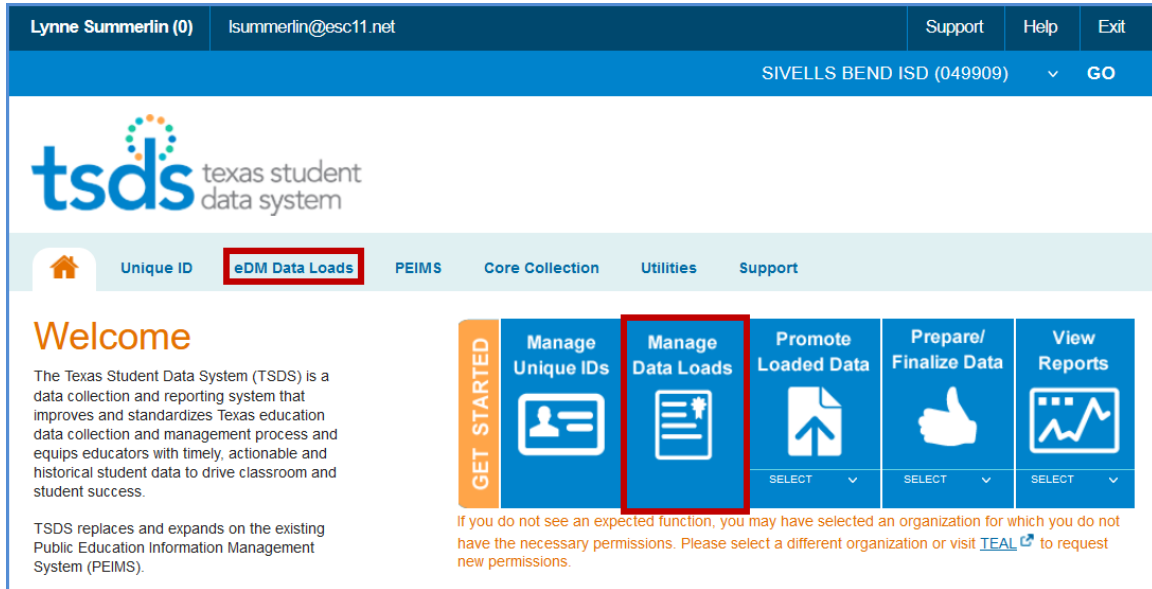 Lynne Summerlin (0) lsummerlin@esc11.net Support Help Exit
SIVELLS BEND ISD (049909) GO
tsds texas student
data system
Unique ID eDM Data Loads PEIMS Core Collection Utilities Support
Welcome
The Texas Student Data System (TSDS) is a
data collection and reporting system that
improves and standardizes Texas education
data collection and management process and
equips educators with timely, actionable and
historical student data to drive classroom and
student success.
TSDS replaces and expands on the existing
Public Education Information Management
System (PEIMS).
GET STARTED
Manage
Unique IDs
Manage
Data Loads
Promote
Loaded Data
SELECT
Prepare/
Finalize Data
SELECT
View
Reports
SELECT
If you do not see an expected function, you may have selected an organization for which you do not
have the necessary permissions. Please select a different organization or visit TEAL to request
new permissions.